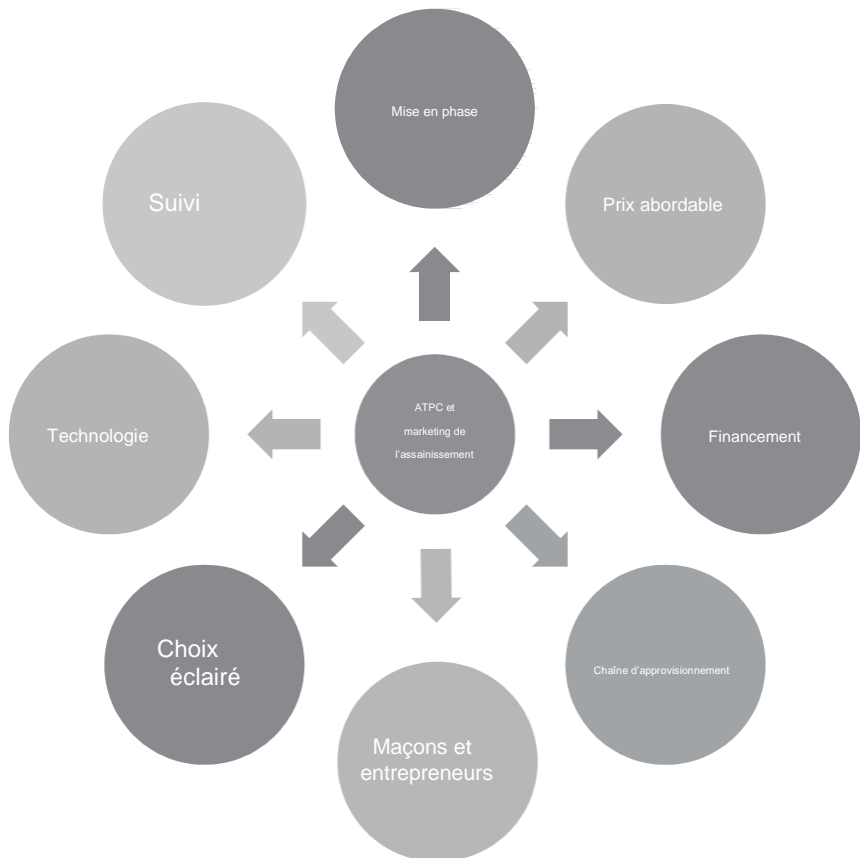 Mise en phase
Suivi
Prix abordable
Technologie
ATPC et
marketing de
l'assainissement
Financement
Choix
éclairé
Chaîne d'approvisionnement
Maçons et
entrepreneurs